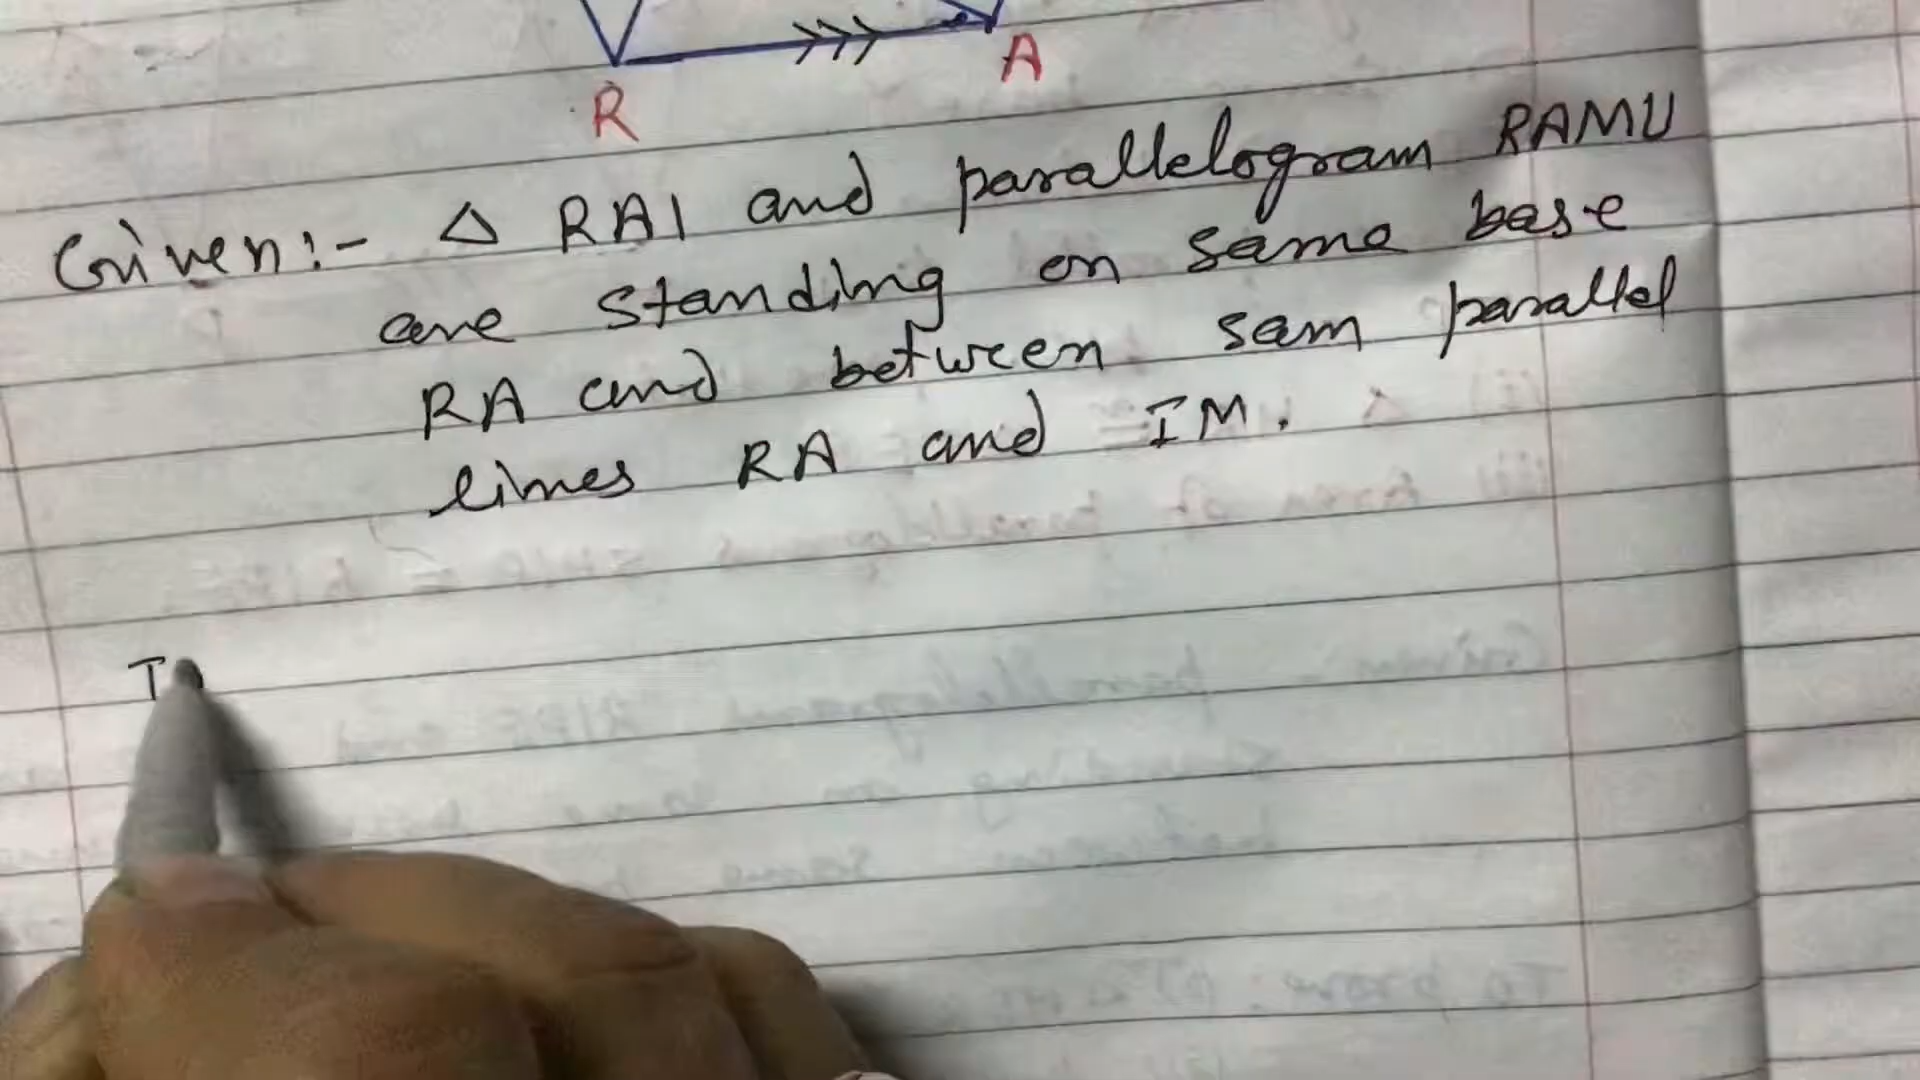 R
A
Given:- △ RAI and parallelogram RAMU
are standing on same base
RA and between sam parallel
lines RA and IM.
To